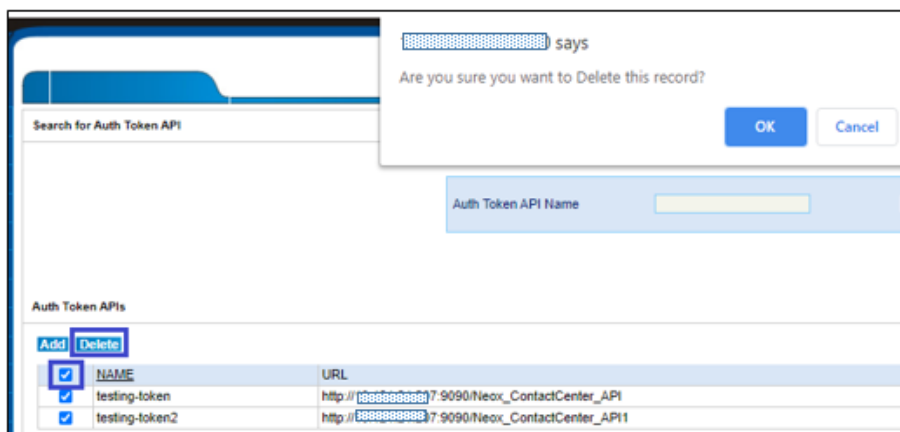 says
Are you sure you want to Delete this record?
OK Cancel
Search for Auth Token API
Auth Token API Name
Auth Token APIs
Add Delete
NAME URL
testing-token http:// 7:9090/Neox_ContactCenter_API
testing-token2 http:// 7:9090/Neox_ContactCenter_API1